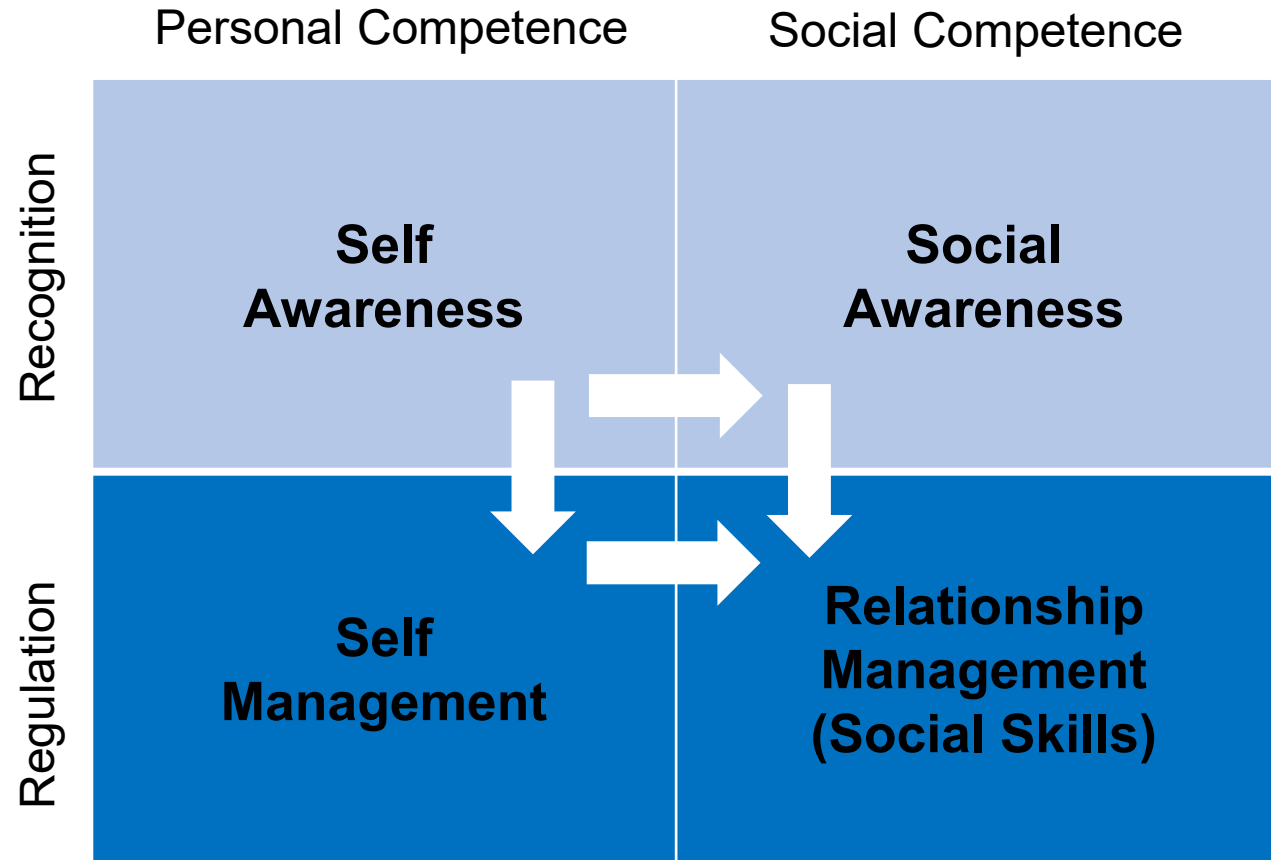 Personal Competence
Social Competence
Recognition
Self
Awareness
Social
Awareness
Regulation
Self
Management
Relationship
Management
(Social Skills)